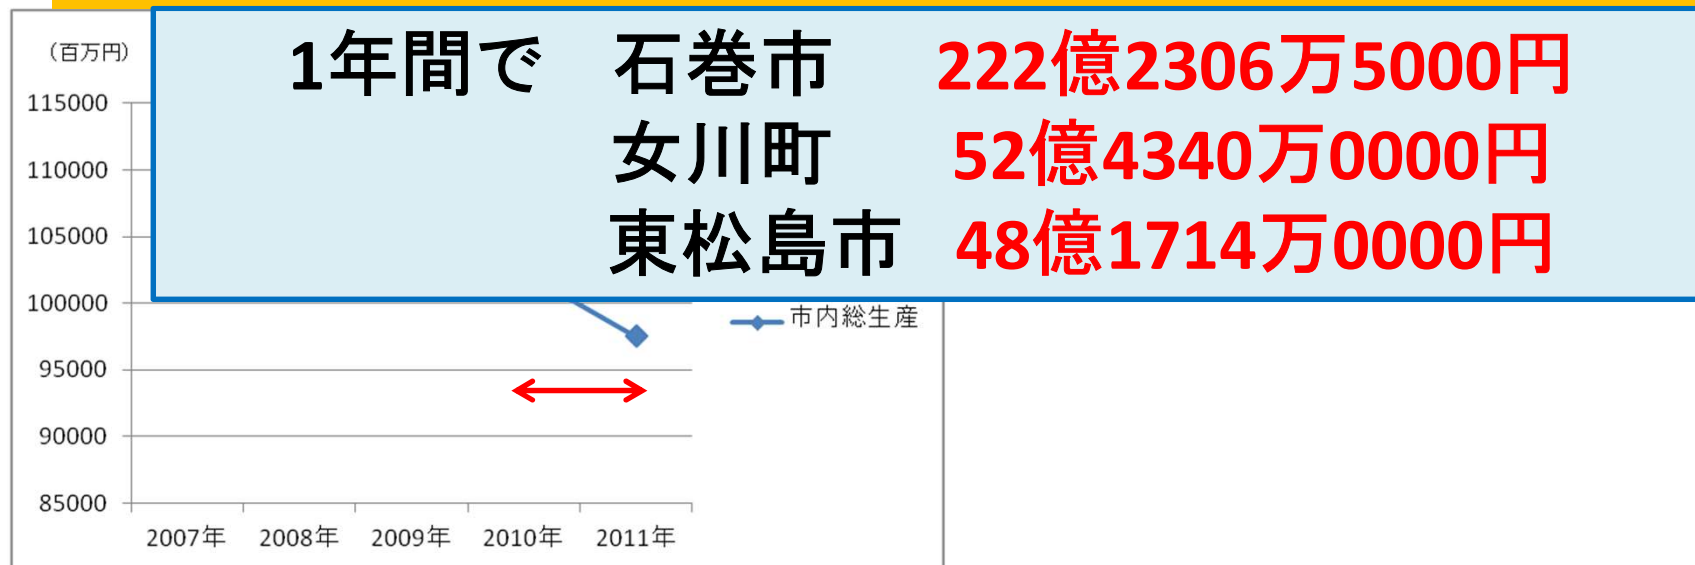 1年間で 石巻市 222億2306万5000円
女川町 52億4340万0000円
東松島市 48億1714万0000円
（百万円）
115000
110000
105000
100000
95000
90000
85000
2007年 2008年 2009年 2010年 2011年
市内総生産